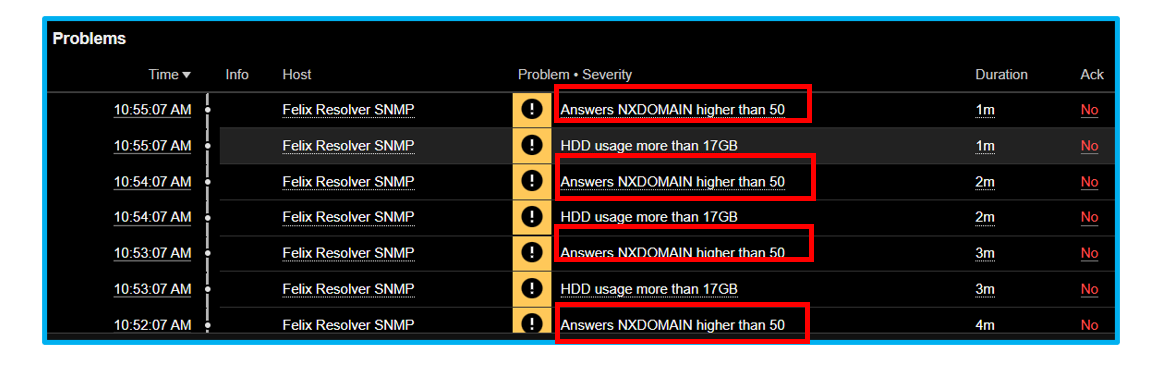 Problems
Time ▼ Info Host Problem • Severity Duration Ack
10:55:07 AM Felix Resolver SNMP Answers NXDOMAIN higher than 50 1m No
10:55:07 AM Felix Resolver SNMP HDD usage more than 17GB 1m No
10:54:07 AM Felix Resolver SNMP Answers NXDOMAIN higher than 50 2m No
10:54:07 AM Felix Resolver SNMP HDD usage more than 17GB 2m No
10:53:07 AM Felix Resolver SNMP Answers NXDOMAIN higher than 50 3m No
10:53:07 AM Felix Resolver SNMP HDD usage more than 17GB 3m No
10:52:07 AM Felix Resolver SNMP Answers NXDOMAIN higher than 50 4m No